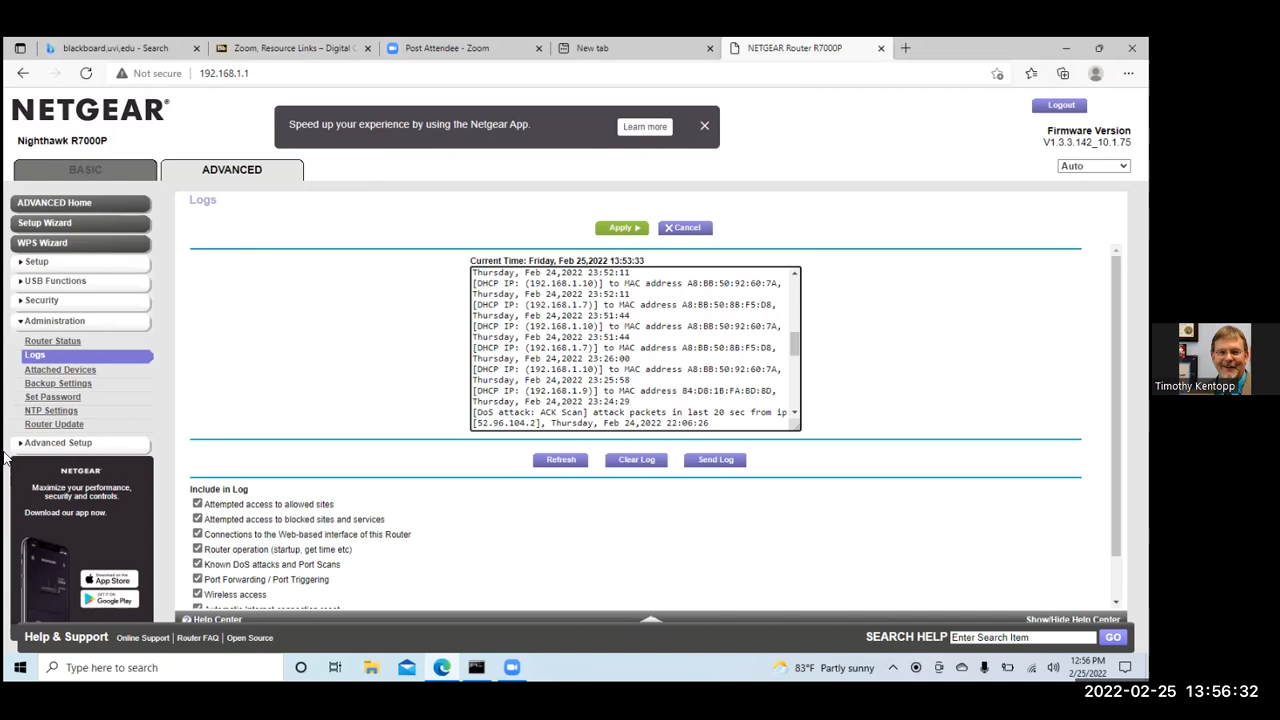 blackboard,uvi,edu - Search
Zoom, Resource Links – Digital C
Post Attendee - Zoom
New tab
NETGEAR Router R7000P
Not secure
192.168.1.1
NETGEAR®
Nighthawk R7000P
Speed up your experience by using the Netgear App.
Learn more
Logout
Firmware Version
V1.3.3.142_10.1.75
Auto
BASIC
ADVANCED
ADVANCED Home
Setup Wizard
WPS Wizard
Setup
USB Functions
Security
Administration
Router Status
Logs
Attached Devices
Backup Settings
Set Password
NTP Settings
Router Update
Advanced Setup
NETGEAR
Maximize your performance,
security and controls.
Download our app now.
Download on the
App Store
GET IT ON
Google Play
Logs
Apply
Cancel
Current Time: Friday, Feb 25,2022 13:53:33
Thursday, Feb 24,2022 23:52:11
[DHCP IP: (192.168.1.10)] to MAC address A8:BB:50:92:60:7A,
Thursday, Feb 24,2022 23:52:11
[DHCP IP: (192.168.1.7)] to MAC address A8:BB:50:8B:F5:D8,
Thursday, Feb 24,2022 23:51:44
[DHCP IP: (192.168.1.10)] to MAC address A8:BB:50:92:60:7A,
Thursday, Feb 24,2022 23:51:44
[DHCP IP: (192.168.1.7)] to MAC address A8:BB:50:8B:F5:D8,
Thursday, Feb 24,2022 23:26:00
[DHCP IP: (192.168.1.10)] to MAC address A8:BB:50:92:60:7A,
Thursday, Feb 24,2022 23:25:58
[DHCP IP: (192.168.1.9)] to MAC address 84:D8:1B:FA:BD:8D,
Thursday, Feb 24,2022 23:24:29
[DoS attack: ACK Scan] attack packets in last 20 sec from ip
[52.96.104.2], Thursday, Feb 24,2022 22:06:26
Refresh
Clear Log
Send Log
Include in Log
Attempted access to allowed sites
Attempted access to blocked sites and services
Connections to the Web-based interface of this Router
Router operation (startup, get time etc)
Known DoS attacks and Port Scans
Port Forwarding / Port Triggering
Wireless access
Automatic Internet connection reset
Help Center
Show/Hide Help Center
Help & Support
Online Support | Router FAQ | Open Source
SEARCH HELP
Enter Search Item
GO
Timothy Kentopp
Type here to search
83°F Partly sunny
12:56 PM
2/25/2022
2022-02-25 13:56:32